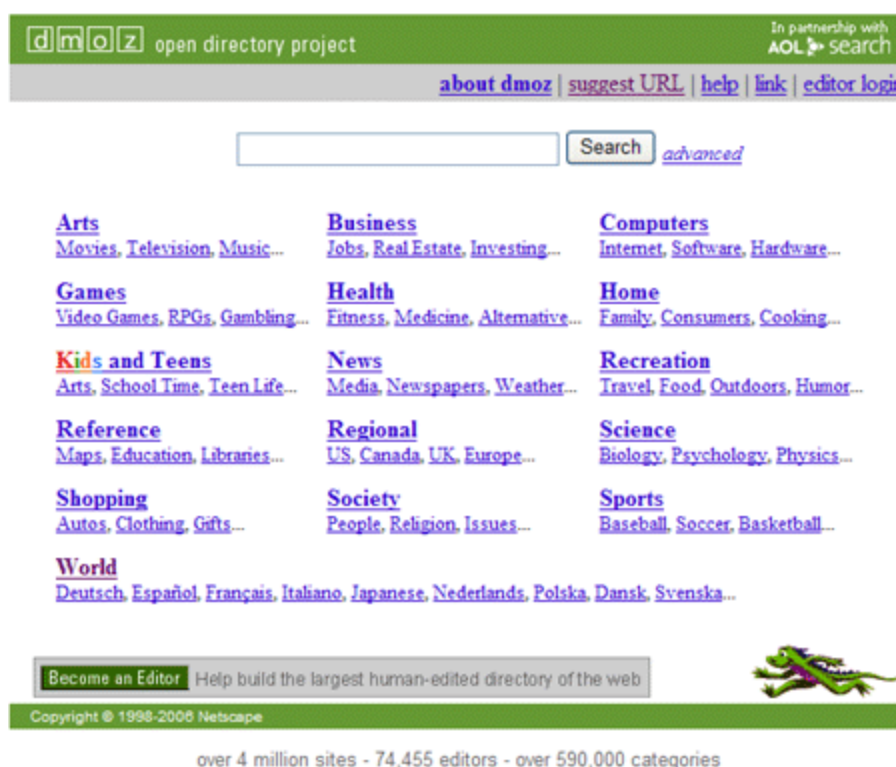 dmoz open directory project
In partnership with
AOL search
about dmoz | suggest URL | help | link | editor login
Search advanced
Arts Business Computers
Movies, Television, Music... Jobs, Real Estate, Investing... Internet, Software, Hardware...
Games Health Home
Video Games, RPGs, Gambling... Fitness, Medicine, Alternative... Family, Consumers, Cooking...
Kids and Teens News Recreation
Arts, School Time, Teen Life... Media, Newspapers, Weather... Travel, Food, Outdoors, Humor...
Reference Regional Science
Maps, Education, Libraries... US, Canada, UK, Europe... Biology, Psychology, Physics...
Shopping Society Sports
Autos, Clothing, Gifts... People, Religion, Issues... Baseball, Soccer, Basketball...
World
Deutsch, Español, Français, Italiano, Japanese, Nederlands, Polska, Dansk, Svenska...
Become an Editor Help build the largest human-edited directory of the web
Copyright © 1998-2006 Netscape
over 4 million sites - 74,455 editors - over 590,000 categories